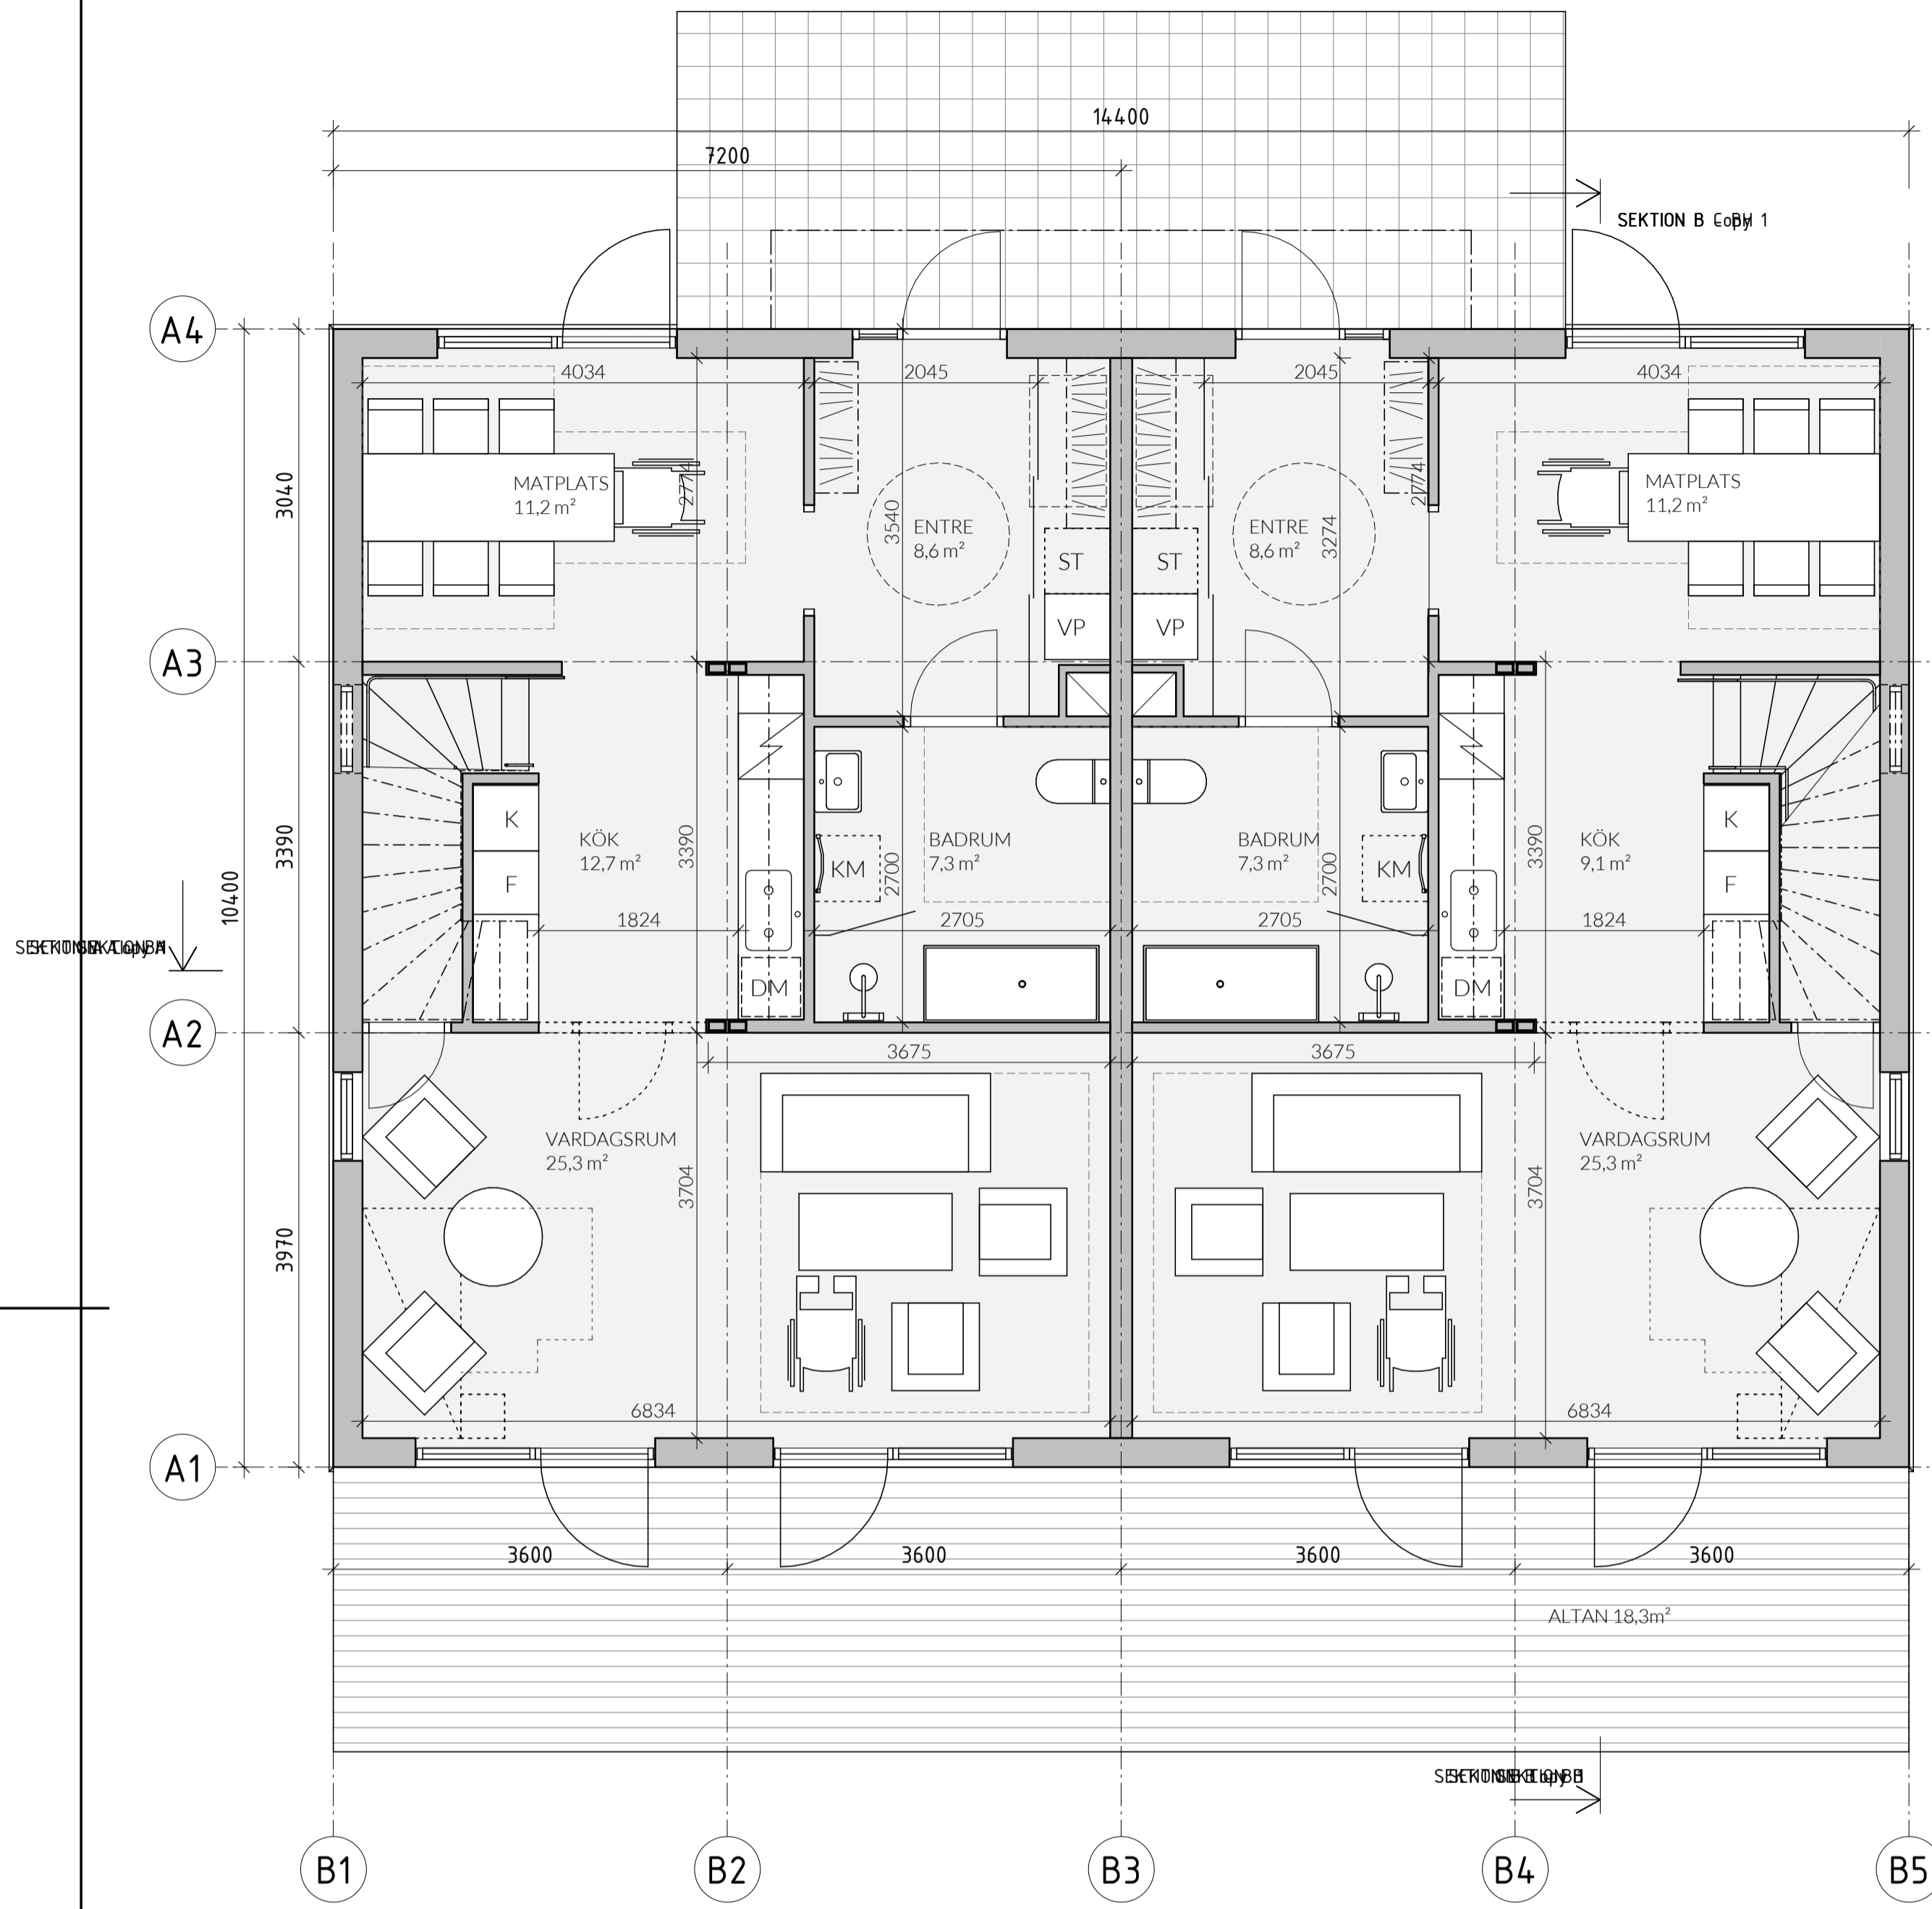 14400
7200
SEKTION B
A4
4034
2045
2045
4034
3040
MATPLATS
11,2 m²
2774
3540
ENTRE
8,6 m²
ST
VP
ST
VP
ENTRE
8,6 m²
3274
2774
MATPLATS
11,2 m²
A3
10400
3390
K
F
KÖK
12,7 m²
3390
1824
DM
KM
2700
BADRUM
7,3 m²
2705
BADRUM
7,3 m²
2700
2705
KM
DM
3390
KÖK
9,1 m²
1824
K
F
A2
3675
3675
3970
VARDAGSRUM
25,3 m²
3704
3704
VARDAGSRUM
25,3 m²
6834
6834
A1
3600
3600
3600
3600
ALTAN 18,3m²
B1
B2
B3
B4
B5